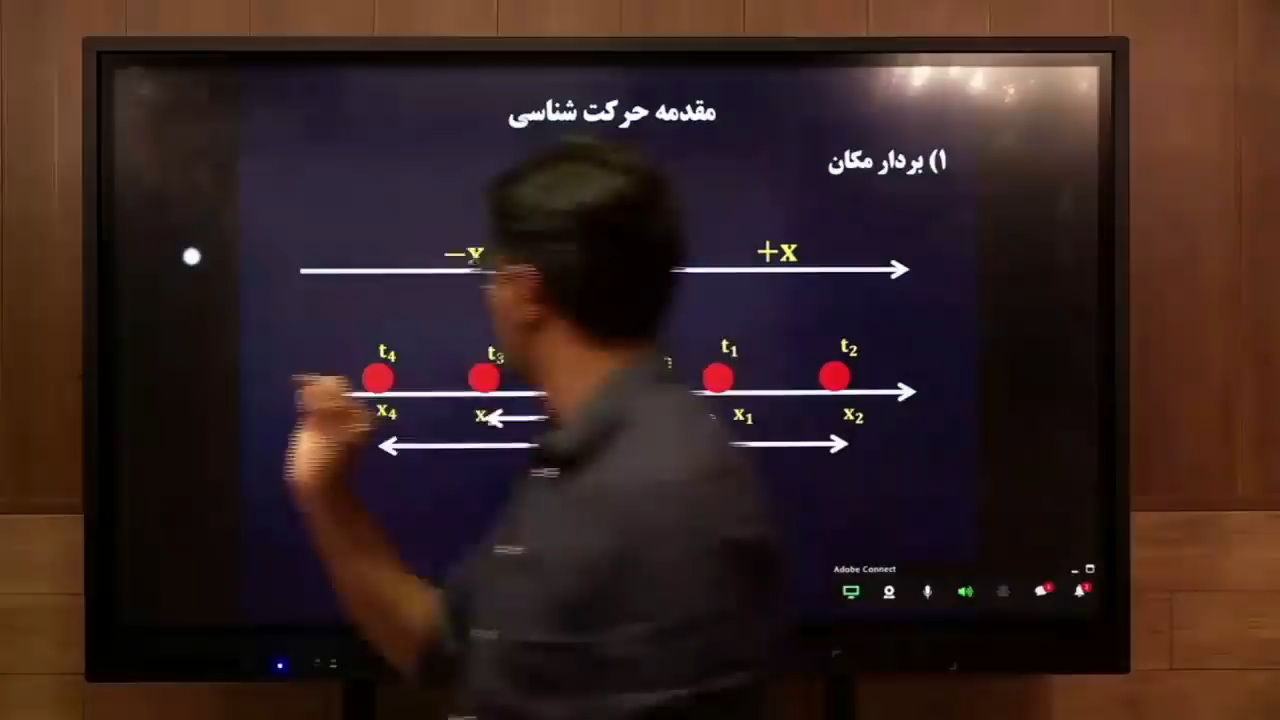 مقدمه حرکت شناسی
۱) بردار مکان
−x +x
t₄ t₃ t₁ t₂
x₄ x₁ x₂
Adobe Connect